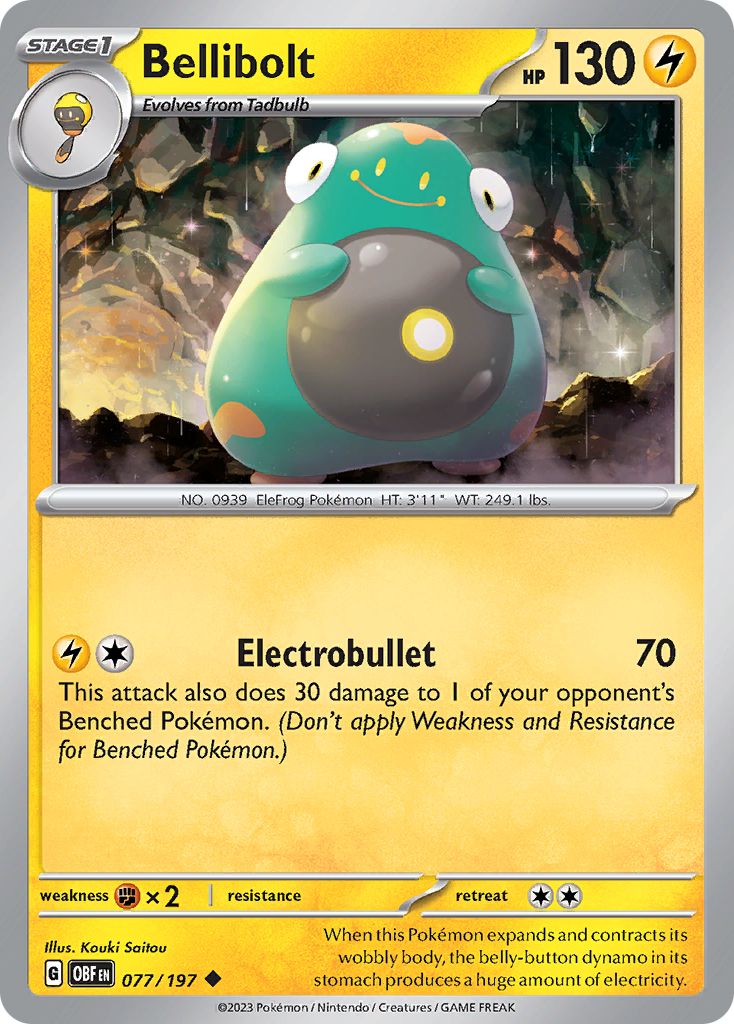 STAGE1
Bellibolt
HP 130
Evolves from Tadbulb
NO. 0939 EleFrog Pokémon HT: 3'11" WT: 249.1 lbs.
Electrobullet 70
This attack also does 30 damage to 1 of your opponent's
Benched Pokémon. (Don't apply Weakness and Resistance
for Benched Pokémon.)
weakness ×2 resistance retreat
Illus. Kouki Saitou
G OBF EN 077/197
When this Pokémon expands and contracts its
wobbly body, the belly-button dynamo in its
stomach produces a huge amount of electricity.
©2023 Pokémon / Nintendo / Creatures / GAME FREAK